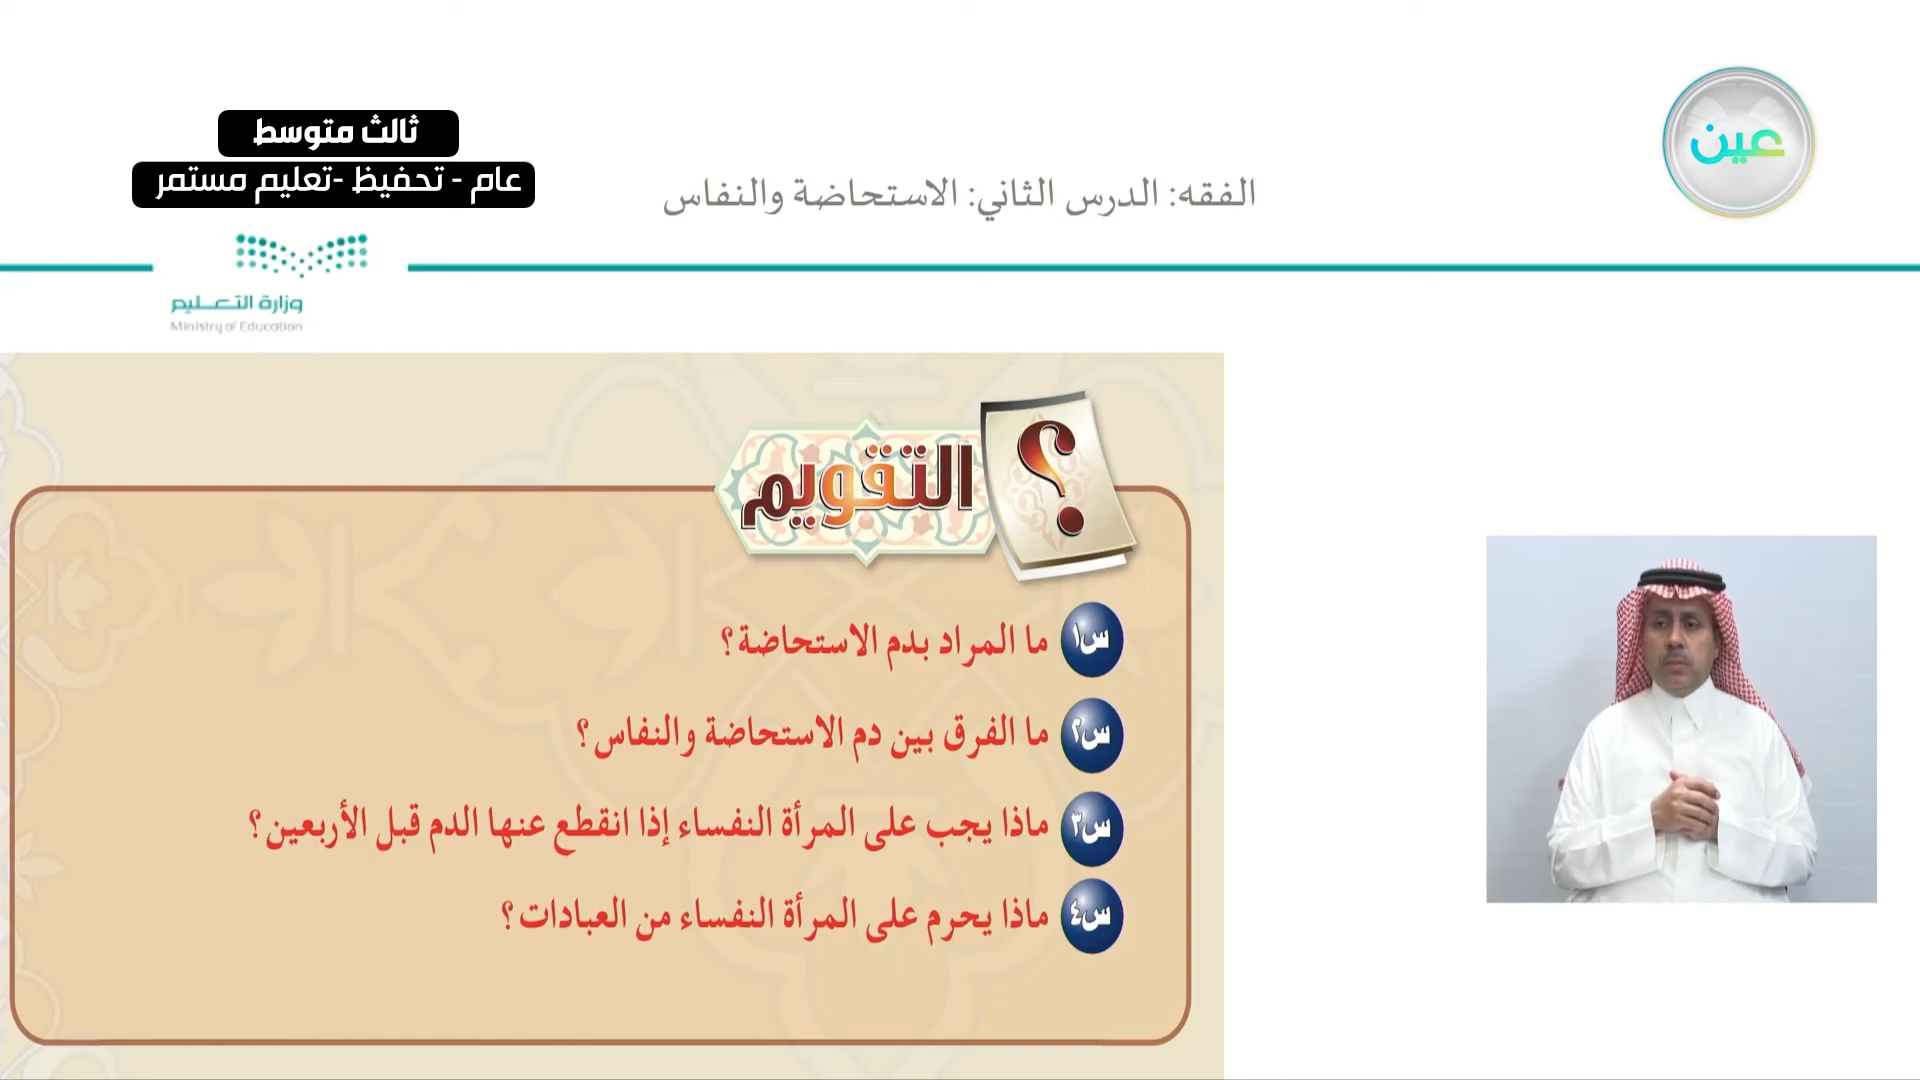 ثالث متوسط
عام - تحفيظ -تعليم مستمر
عين
الفقه: الدرس الثاني: الاستحاضة والنفاس
وزارة التعليم
Ministry of Education
التقويم
؟
س١ ما المراد بدم الاستحاضة؟
س٢ ما الفرق بين دم الاستحاضة والنفاس؟
س٣ ماذا يجب على المرأة النفساء إذا انقطع عنها الدم قبل الأربعين؟
س٤ ماذا يحرم على المرأة النفساء من العبادات؟